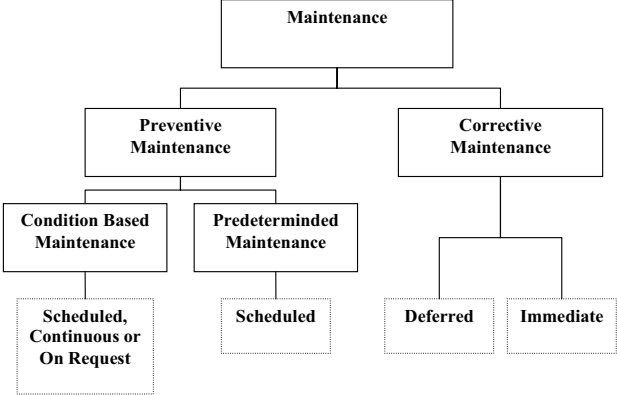 Maintenance
Preventive
Maintenance
Corrective
Maintenance
Condition Based
Maintenance
Predeterminded
Maintenance
Scheduled,
Continuous or
On Request
Scheduled
Deferred
Immediate